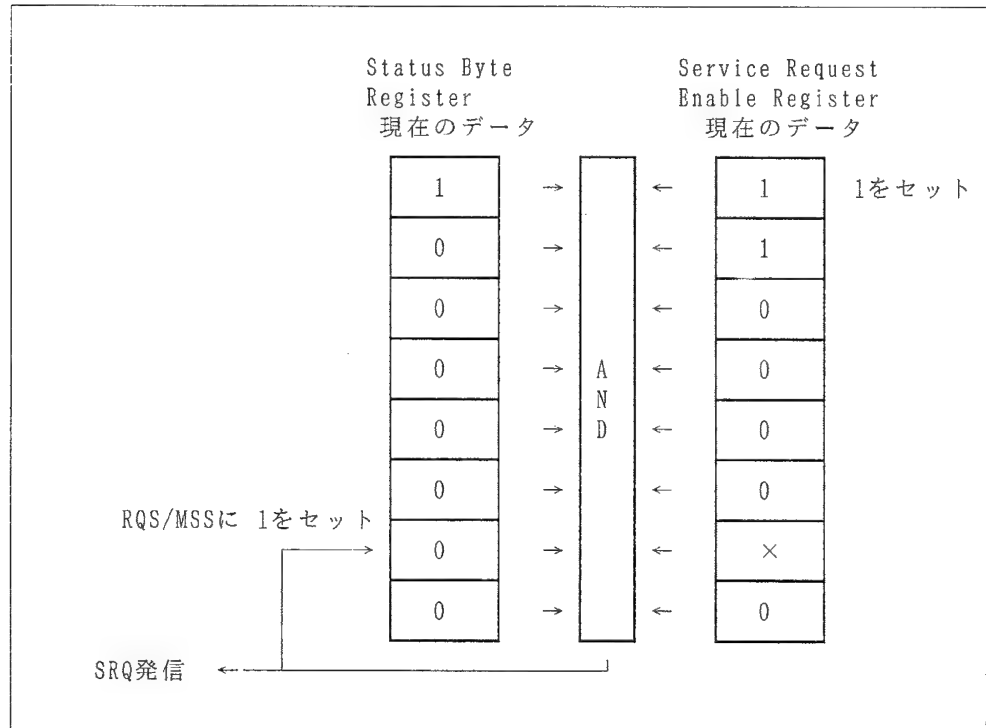 Status Byte
Register
現在のデータ
Service Request
Enable Register
現在のデータ
1 → ← 1 1をセット
0 → ← 1
0 → ← 0
0 → A ← 0
N
0 → D ← 0
0 → ← 0
RQS/MSSに 1をセット
0 → ← ×
0 → ← 0
SRQ発信 ←